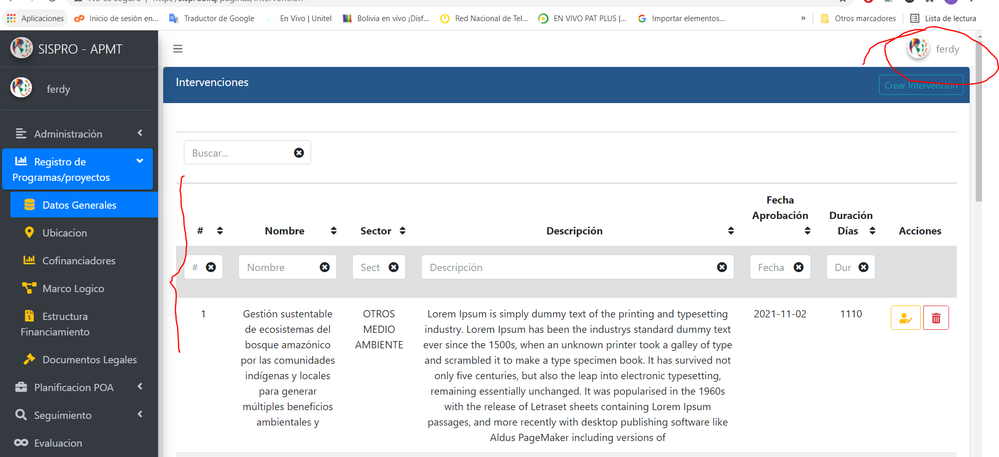 Aplicaciones
Inicio de sesión en...
Traductor de Google
En Vivo | Unitel
Bolivia en vivo ¡Disf...
Red Nacional de Tel...
EN VIVO PAT PLUS |...
Importar elementos...
»
Otros marcadores
Lista de lectura
SISPRO - APMT
ferdy
ferdy
Intervenciones
Crear Intervención
Administración
Registro de
Programas/proyectos
Datos Generales
Ubicacion
Cofinanciadores
Marco Logico
Estructura
Financiamiento
Documentos Legales
Planificacion POA
Seguimiento
Evaluacion
Buscar...
#
Nombre
Sector
Descripción
Fecha
Aprobación
Duración
Días
Acciones
#
Nombre
Sect
Descripción
Fecha
Dur
1
Gestión sustentable
de ecosistemas del
bosque amazónico
por las comunidades
indígenas y locales
para generar
múltiples beneficios
ambientales y
OTROS
MEDIO
AMBIENTE
Lorem Ipsum is simply dummy text of the printing and typesetting
industry. Lorem Ipsum has been the industrys standard dummy text
ever since the 1500s, when an unknown printer took a galley of type
and scrambled it to make a type specimen book. It has survived not
only five centuries, but also the leap into electronic typesetting,
remaining essentially unchanged. It was popularised in the 1960s
with the release of Letraset sheets containing Lorem Ipsum
passages, and more recently with desktop publishing software like
Aldus PageMaker including versions of
2021-11-02
1110